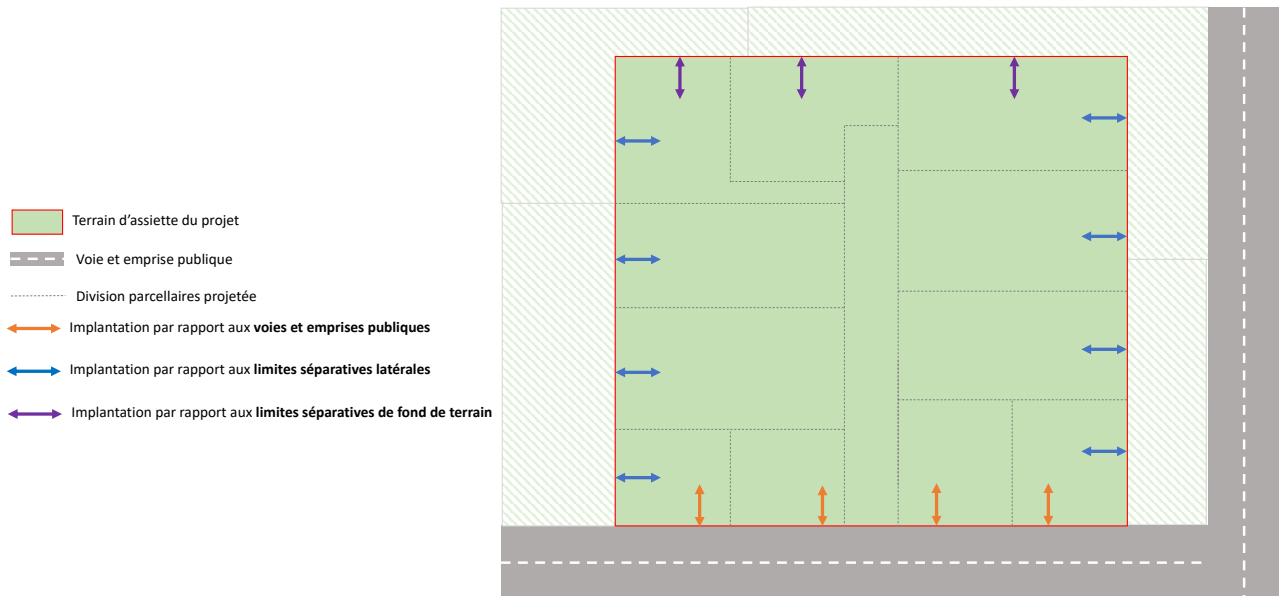 Terrain d'assiette du projet
Voie et emprise publique
Division parcellaires projetée
Implantation par rapport aux voies et emprises publiques
Implantation par rapport aux limites séparatives latérales
Implantation par rapport aux limites séparatives de fond de terrain